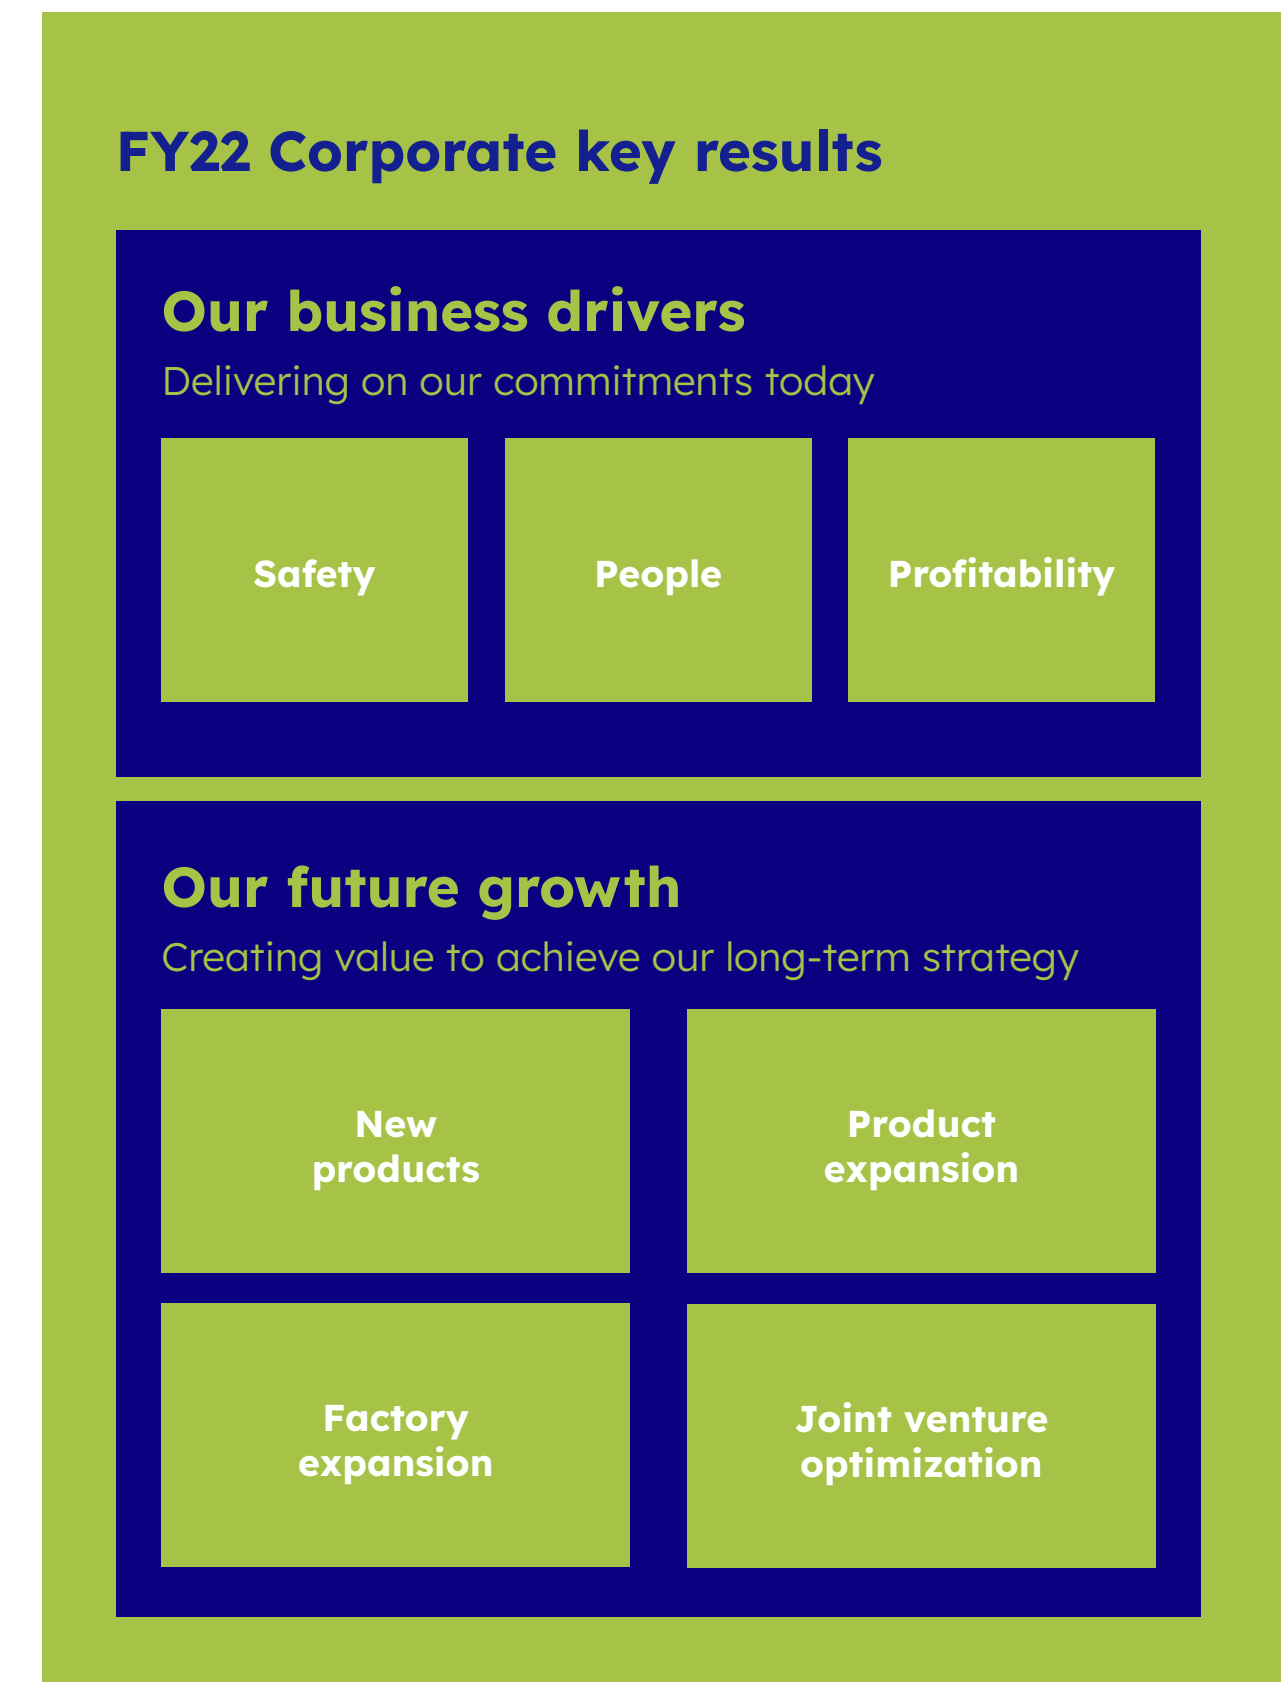 FY22 Corporate key results
Our business drivers
Delivering on our commitments today
Safety
People
Profitability
Our future growth
Creating value to achieve our long-term strategy
New
products
Product
expansion
Factory
expansion
Joint venture
optimization